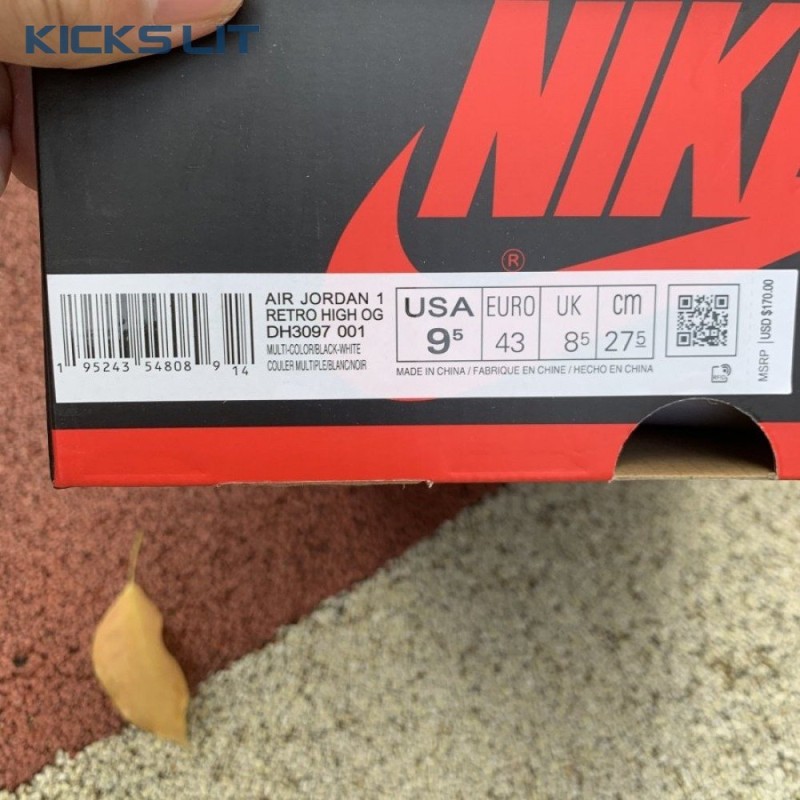 KICKS LIT
NIKE
®
AIR JORDAN 1
RETRO HIGH OG
DH3097 001
MULTI-COLOR/BLACK-WHITE
COULER MULTIPLE/BLANC/NOIR
1 95243 54808 9 14
USA EURO UK cm
9⁵ 43 8⁵ 27⁵
MADE IN CHINA / FABRIQUE EN CHINE / HECHO EN CHINA
MSRP USD $170.00